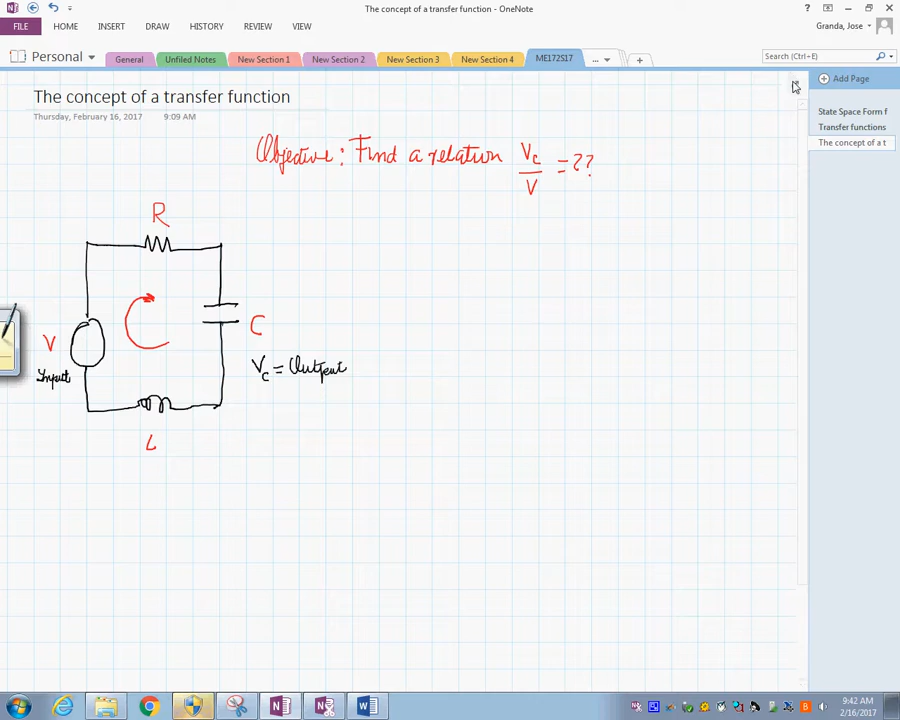 The concept of a transfer function - OneNote
FILE HOME INSERT DRAW HISTORY REVIEW VIEW
Granda, Jose
Personal General Unfiled Notes New Section 1 New Section 2 New Section 3 New Section 4 ME172S17 ...
Search (Ctrl+E)
Add Page
The concept of a transfer function
State Space Form f
Thursday, February 16, 2017 9:09 AM
Transfer functions
The concept of a t
Objective: Find a relation Vc/V = ??
R
V
C
Input
Vc = Output
L
9:42 AM
2/16/2017